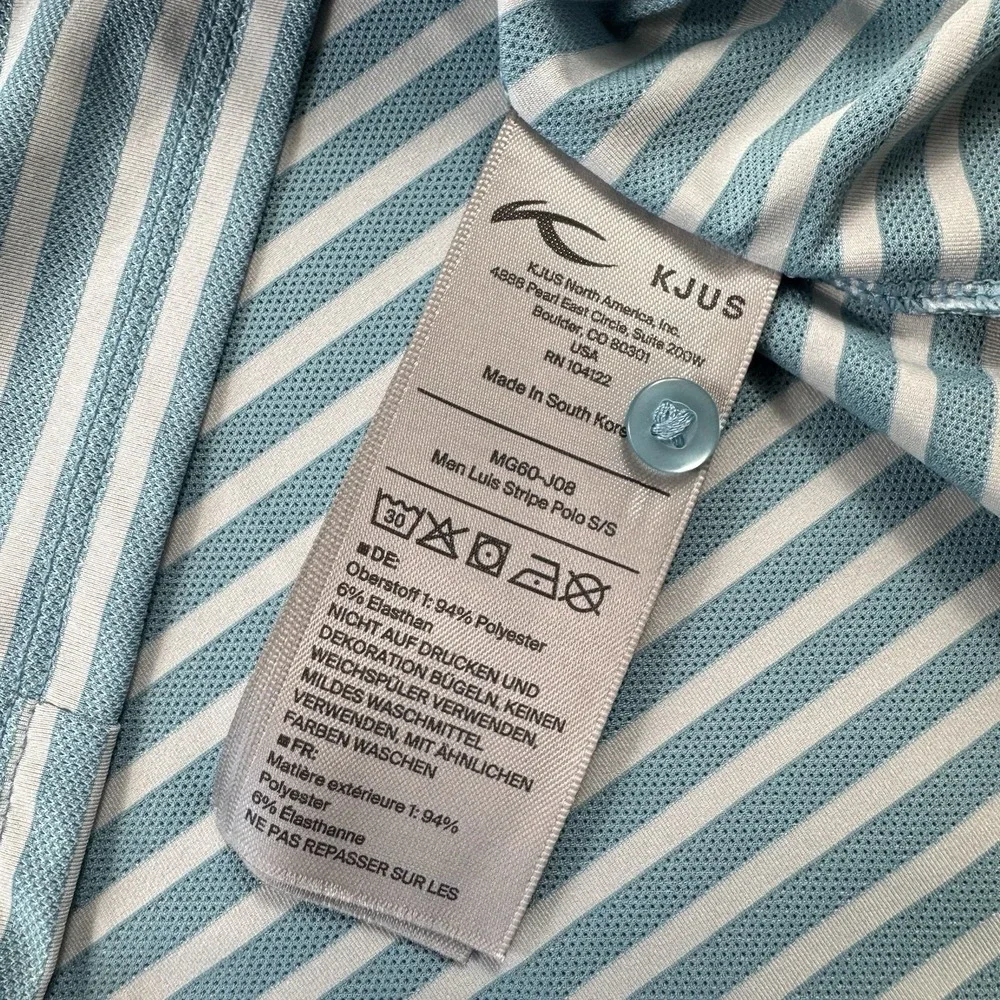 KJUS
KJUS North America, Inc.
4888 Pearl East Circle, Suite 200W
Boulder, CO 80301
USA
RN 104122
Made In South Kore
MG60-J08
Men Luis Stripe Polo S/S
30
■ DE:
Oberstoff 1: 94% Polyester
6% Elasthan
NICHT AUF DRUCKEN UND
DEKORATION BÜGELN, KEINEN
WEICHSPÜLER VERWENDEN,
MILDES WASCHMITTEL
VERWENDEN, MIT ÄHNLICHEN
FARBEN WASCHEN
■ FR:
Matière extérieure 1: 94%
Polyester
6% Élasthanne
NE PAS REPASSER SUR LES